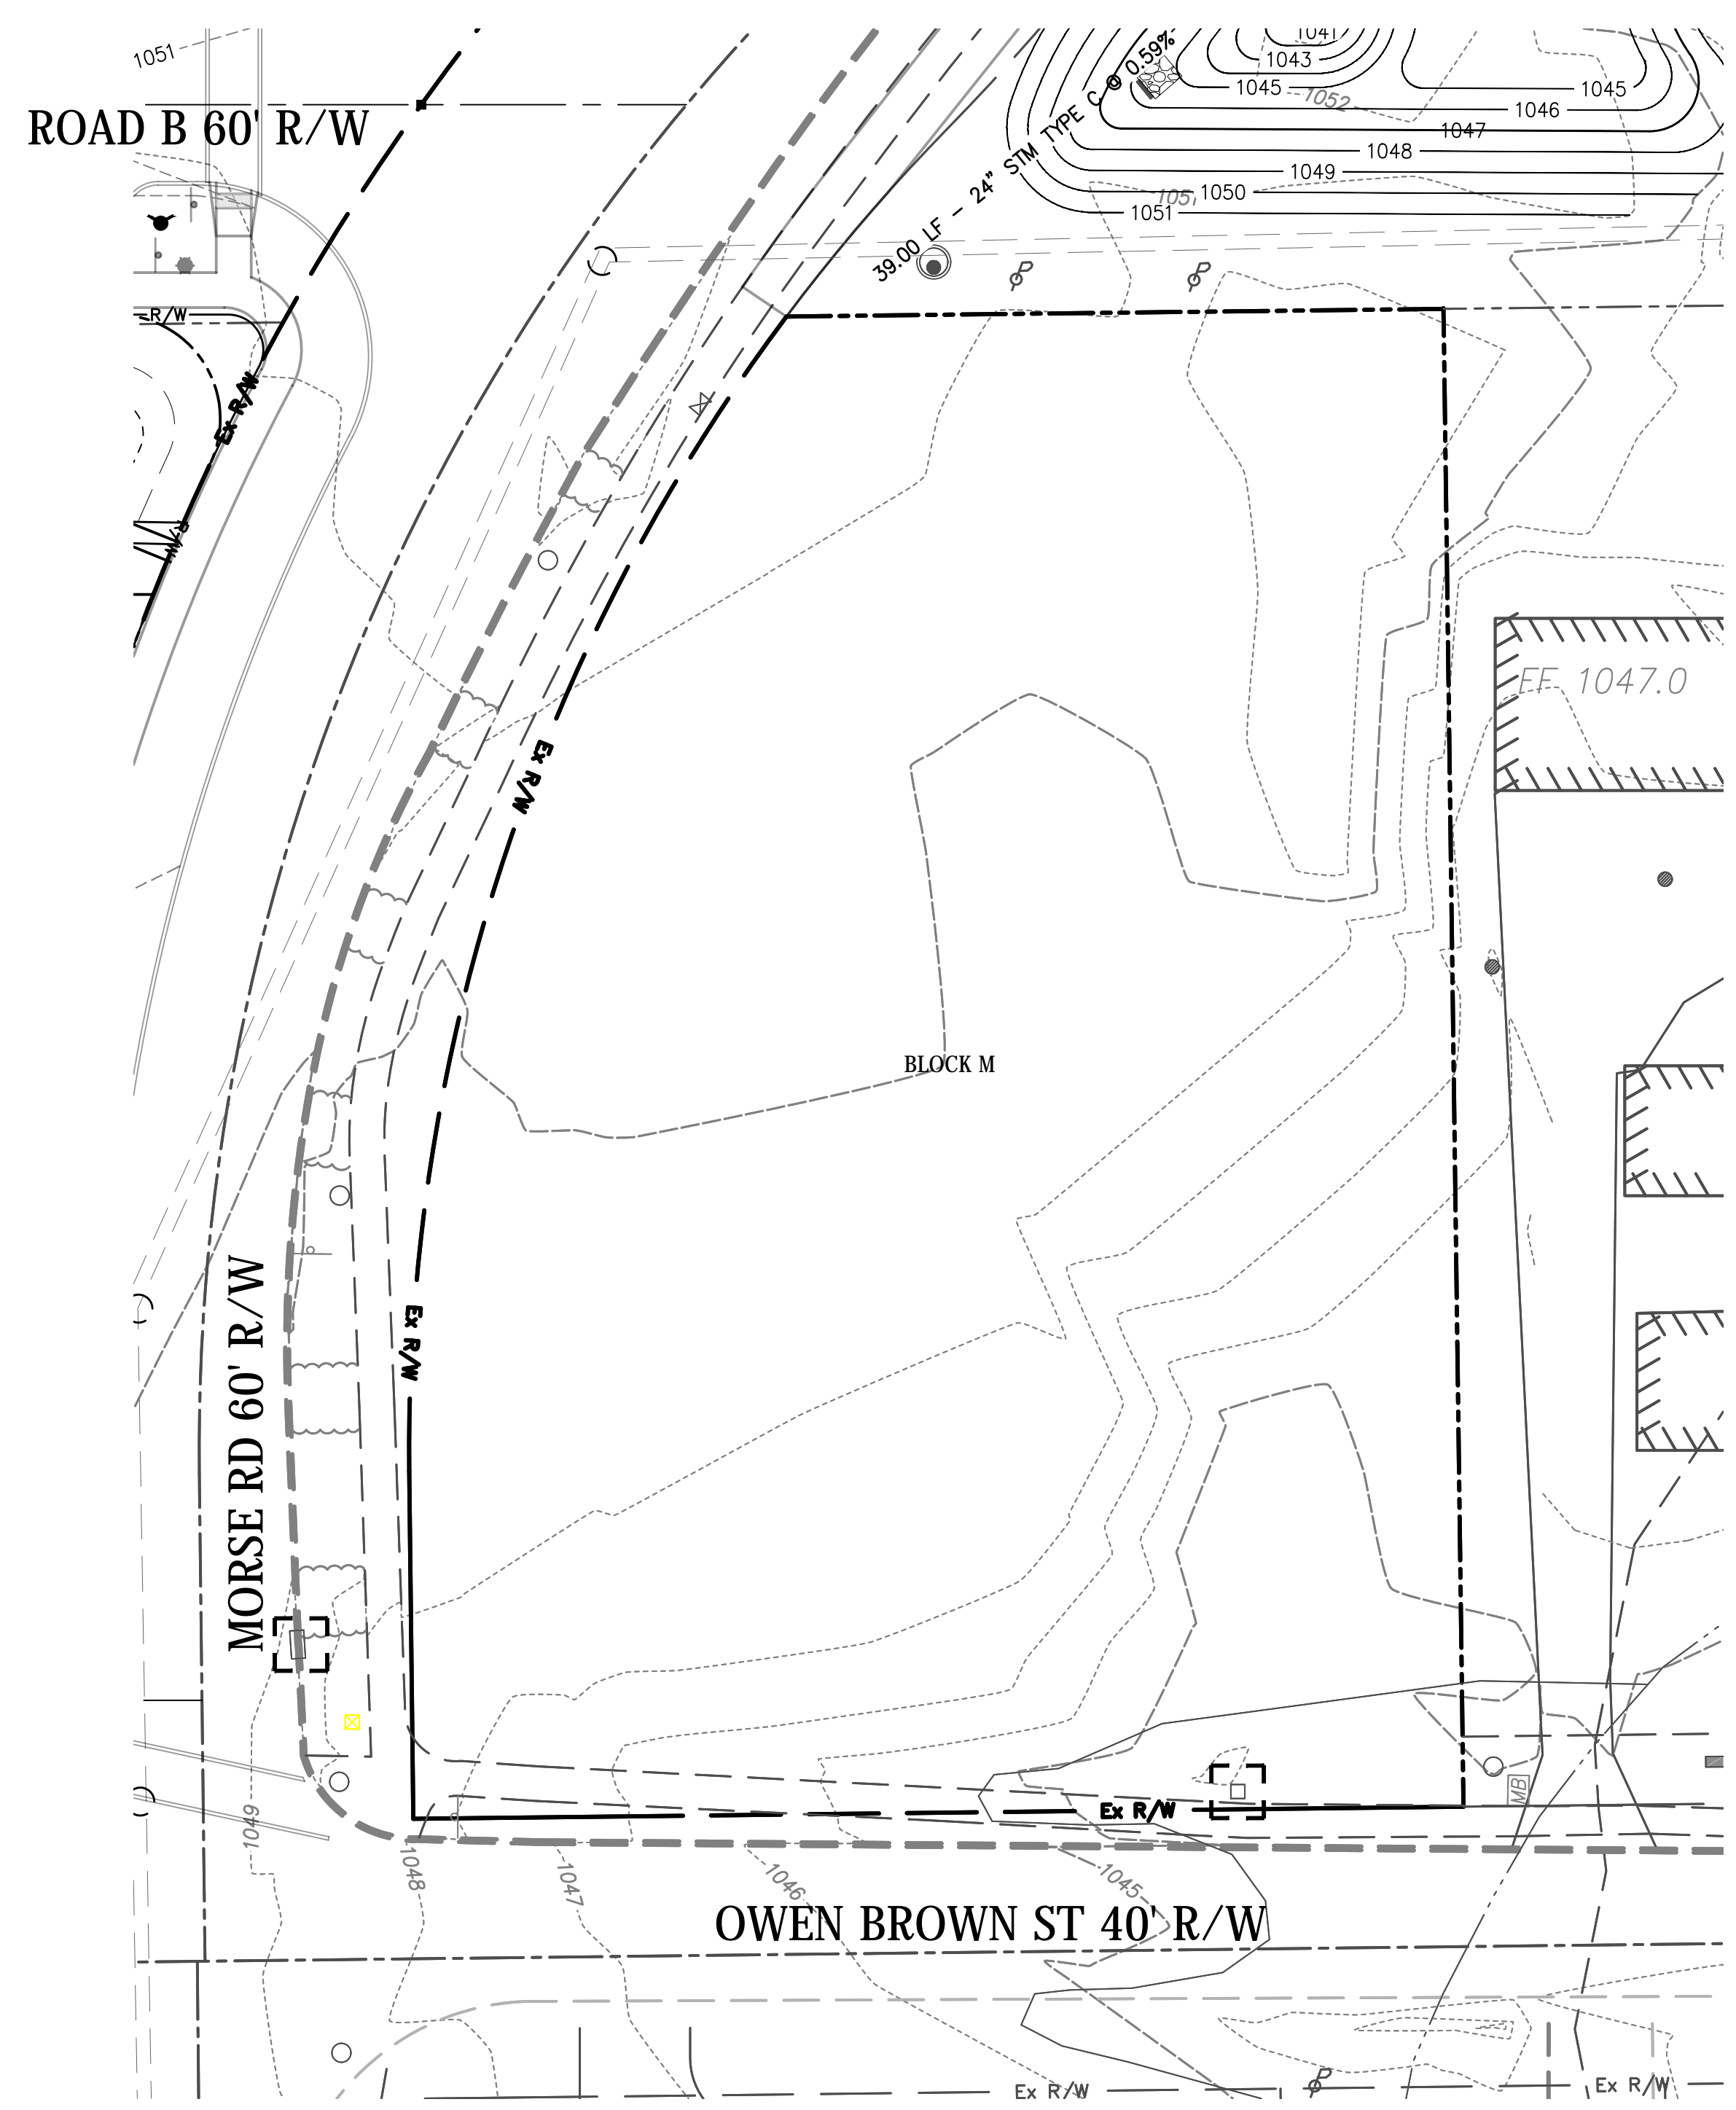 1051
1041
1043
1045
1052
1045
1046
1047
1048
1049
1050
1051
1051
ROAD B 60' R/W
39.00 LF - 24" STM TYPE C @ 0.59%
R/W
Ex R/W
R/W
FF 1047.0
Ex R/W
BLOCK M
Ex R/W
MORSE RD 60' R/W
MB
Ex R/W
1049
1048
1047
1046
1045
OWEN BROWN ST 40' R/W
Ex R/W
Ex R/W